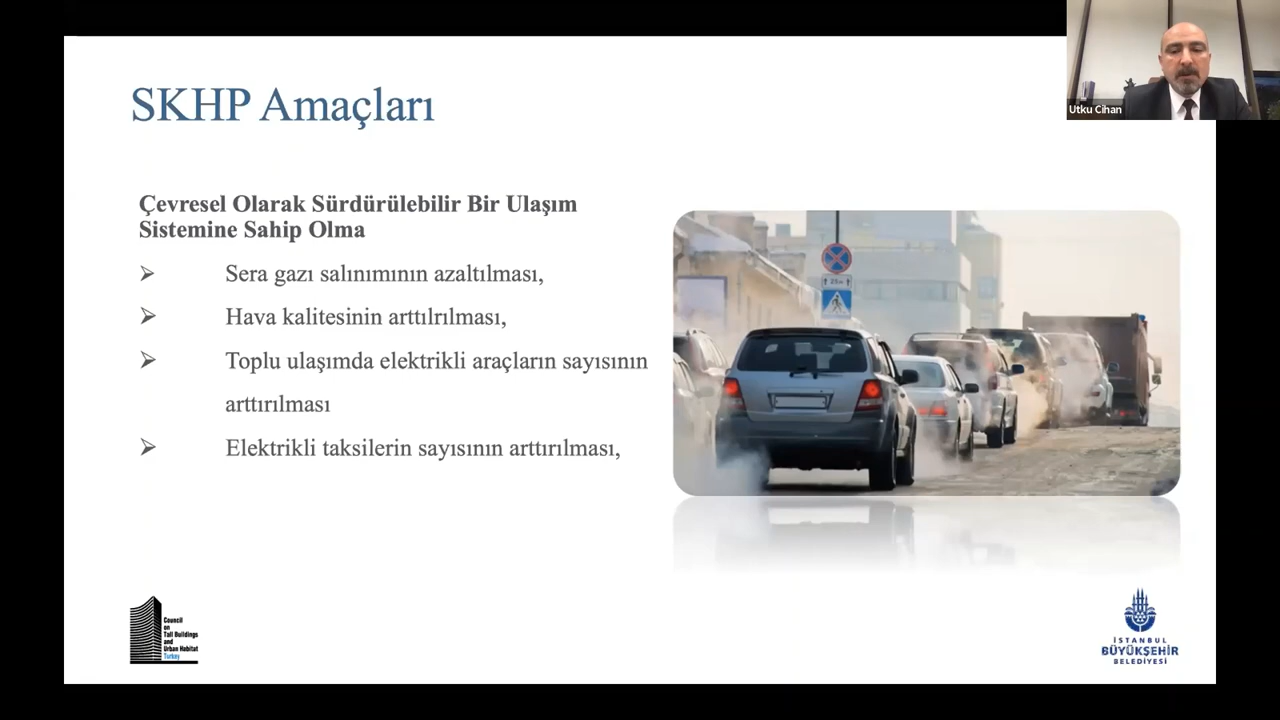 SKHP Amaçları
Utku Cihan
Çevresel Olarak Sürdürülebilir Bir Ulaşım
Sistemine Sahip Olma
➢ Sera gazı salınımının azaltılması,
➢ Hava kalitesinin arttılrılması,
➢ Toplu ulaşımda elektrikli araçların sayısının
arttırılması
➢ Elektrikli taksilerin sayısının arttırılması,
Council
on
Tall Buildings
and
Urban Habitat
Turkey
İSTANBUL
BÜYÜKŞEHİR
BELEDİYESİ